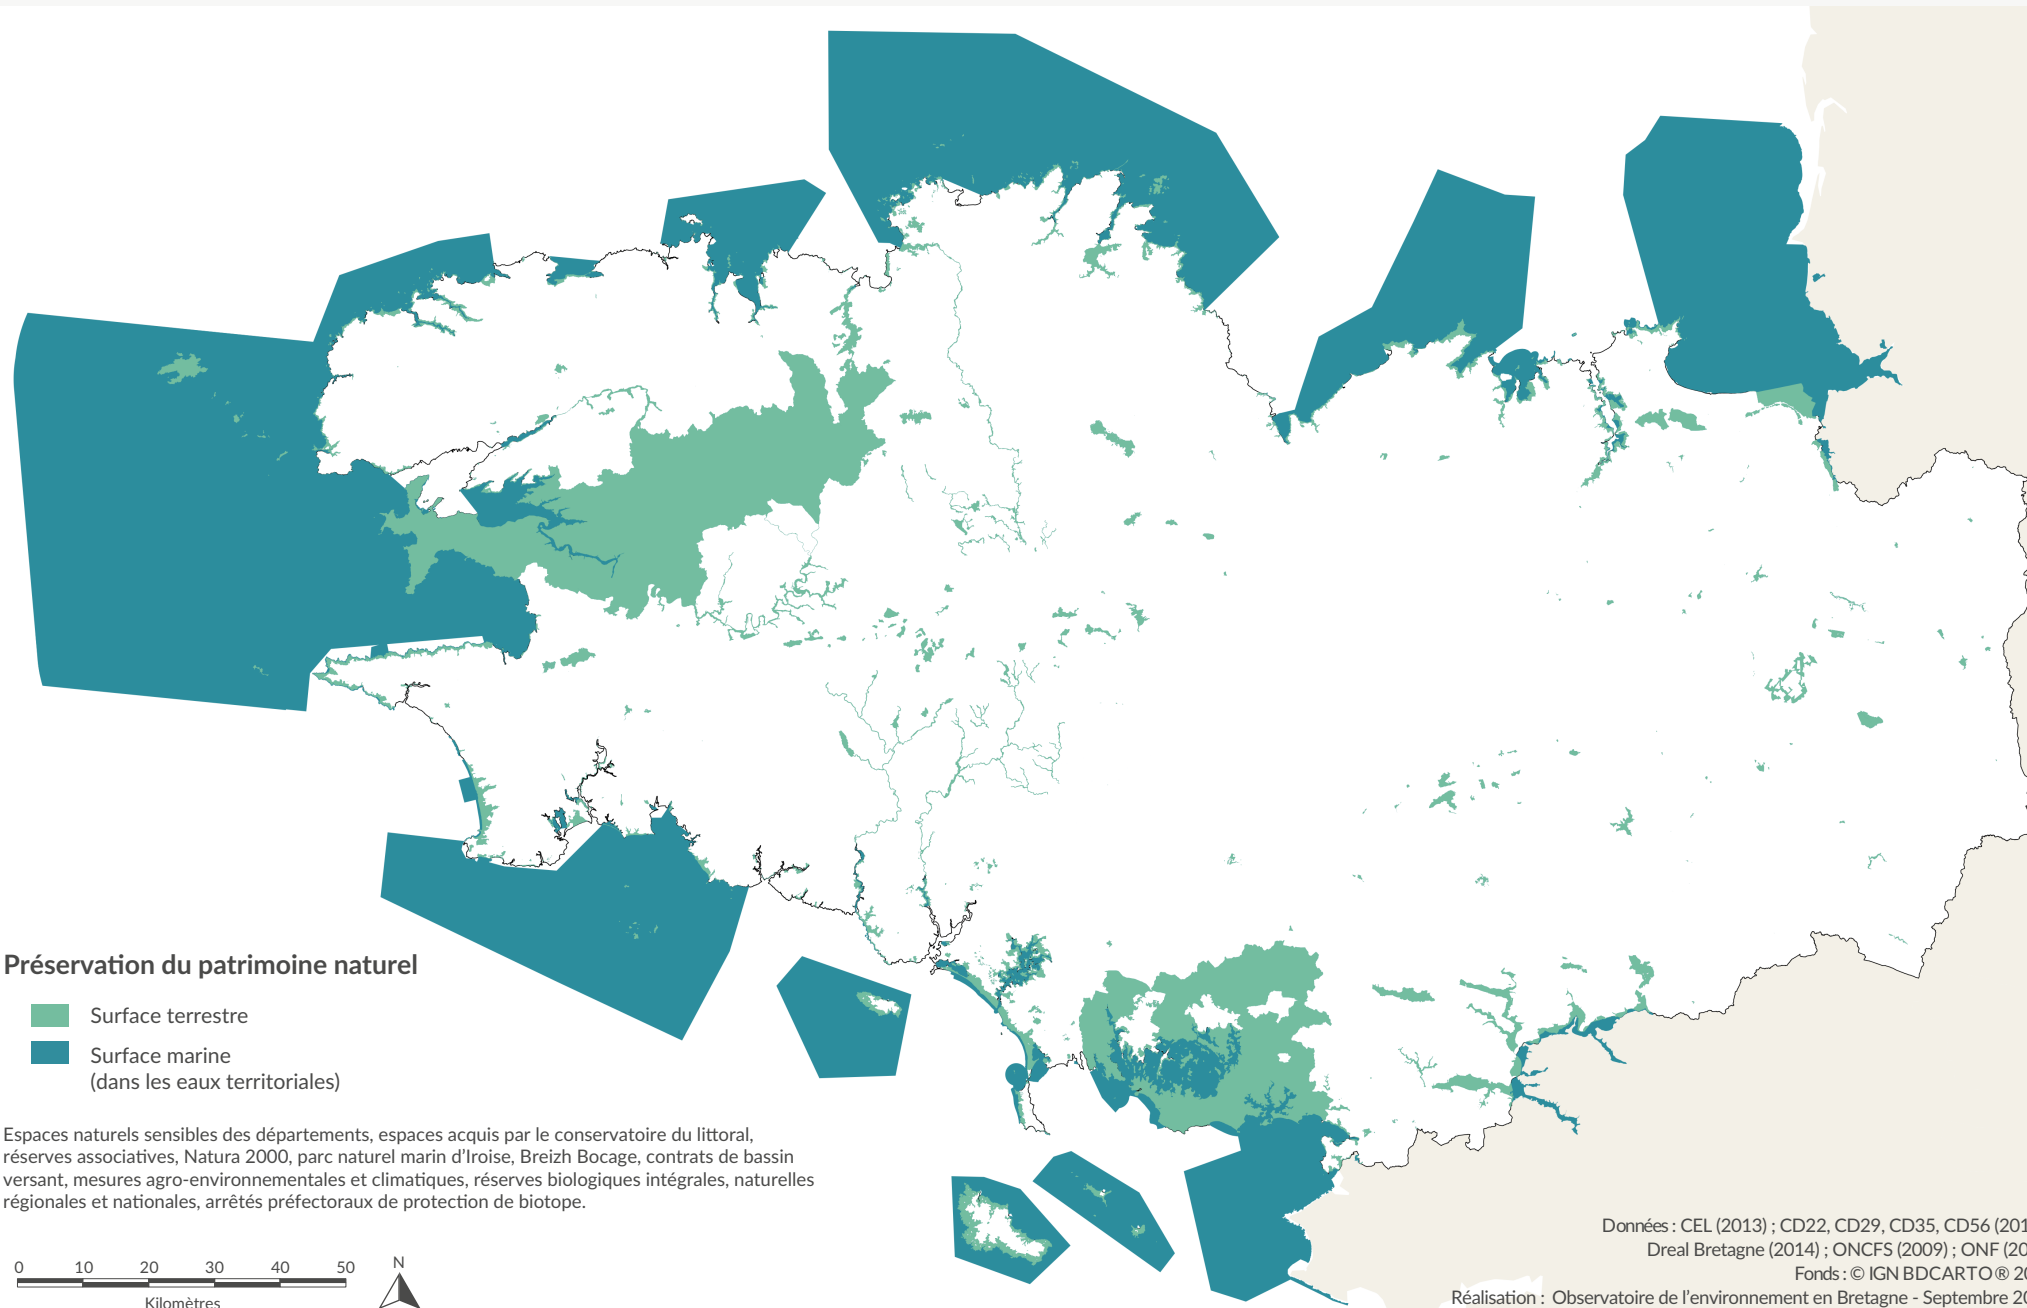 Préservation du patrimoine naturel
Surface terrestre
Surface marine
(dans les eaux territoriales)
Espaces naturels sensibles des départements, espaces acquis par le conservatoire du littoral,
réserves associatives, Natura 2000, parc naturel marin d'Iroise, Breizh Bocage, contrats de bassin
versant, mesures agro-environnementales et climatiques, réserves biologiques intégrales, naturelles
régionales et nationales, arrêtés préfectoraux de protection de biotope.
0 10 20 30 40 50
Kilomètres
N
Données : CEL (2013) ; CD22, CD29, CD35, CD56 (201
Dreal Bretagne (2014) ; ONCFS (2009) ; ONF (20
Fonds : © IGN BDCARTO® 20
Réalisation : Observatoire de l'environnement en Bretagne - Septembre 20